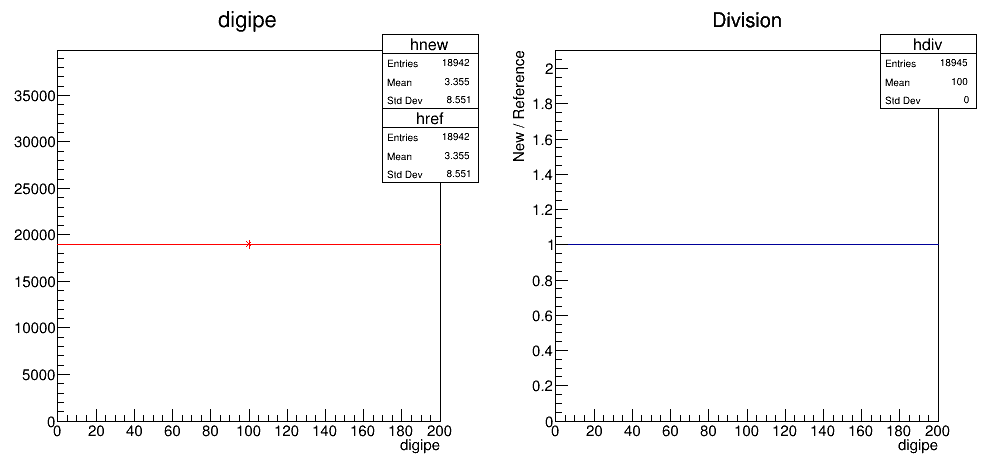 digipe
hnew
Entries 18942
Mean 3.355
Std Dev 8.551
href
Entries 18942
Mean 3.355
Std Dev 8.551
35000
30000
25000
20000
15000
10000
5000
0
0 20 40 60 80 100 120 140 160 180 200
digipe
Division
hdiv
Entries 18945
Mean 100
Std Dev 0
New / Reference
2
1.8
1.6
1.4
1.2
1
0.8
0.6
0.4
0.2
0
0 20 40 60 80 100 120 140 160 180 200
digipe